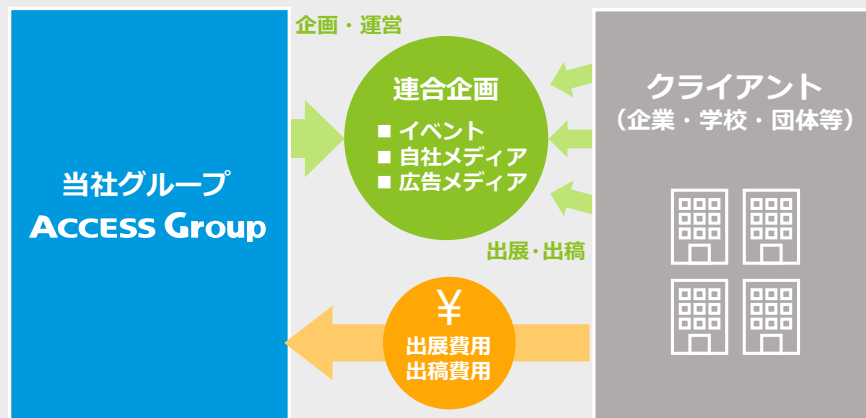 企画・運営
連合企画
■ イベント
■ 自社メディア
■ 広告メディア
クライアント
（企業・学校・団体等）
当社グループ
ACCESS Group
出展・出稿
¥
出展費用
出稿費用